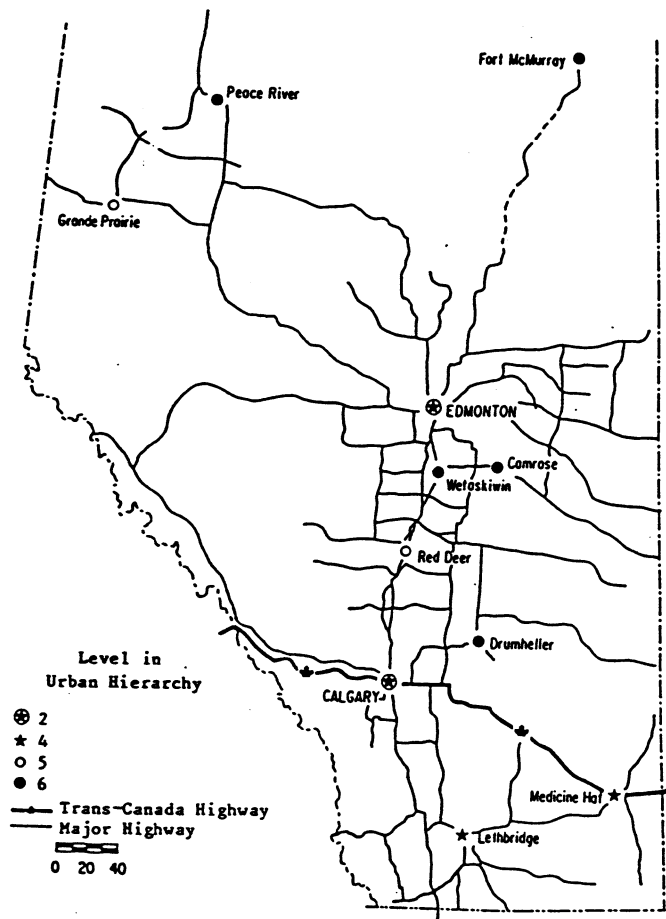 Fort McMurray
Peace River
Grande Prairie
EDMONTON
Camrose
Wetaskiwin
Red Deer
Drumheller
Level in
Urban Hierarchy
CALGARY
2
4
5
6
Medicine Hat
Trans-Canada Highway
Major Highway
Lethbridge
0 20 40